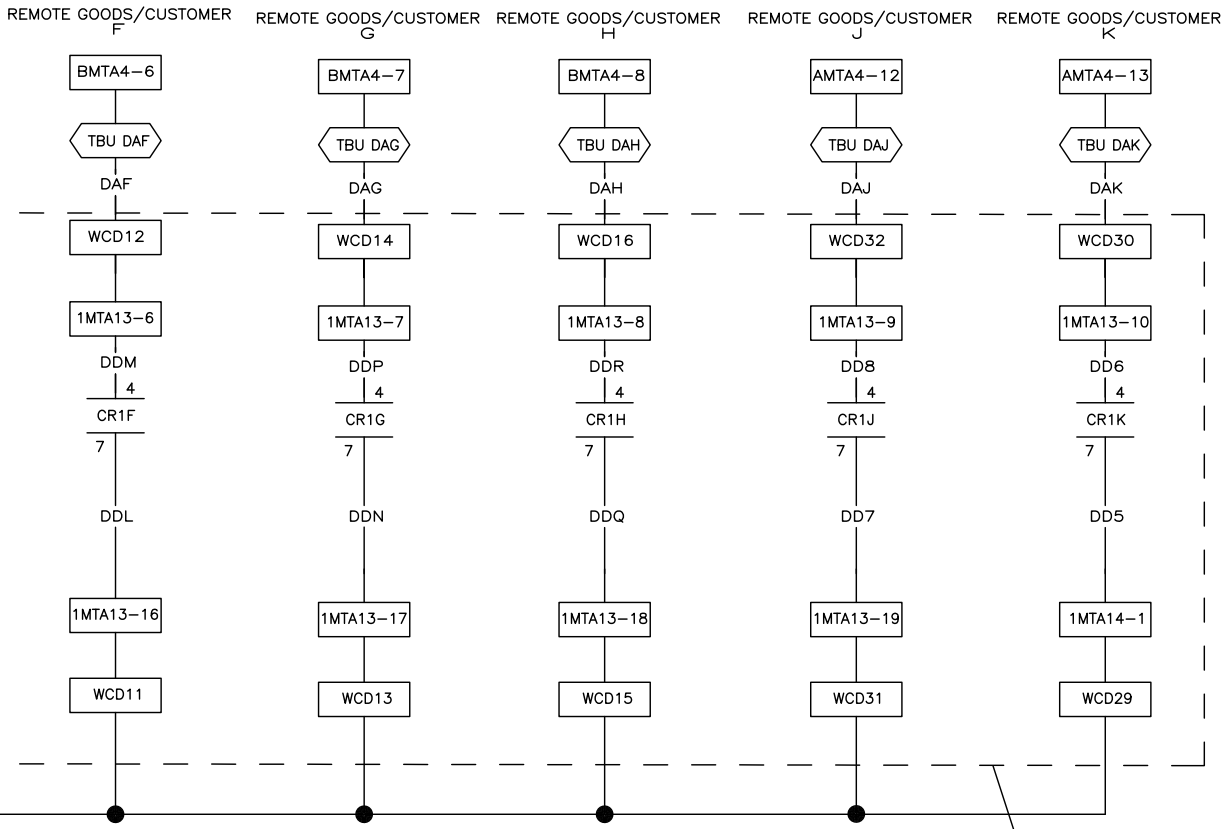 REMOTE GOODS/CUSTOMER REMOTE GOODS/CUSTOMER REMOTE GOODS/CUSTOMER REMOTE GOODS/CUSTOMER REMOTE GOODS/CUSTOMER
F G H J K
BMTA4-6 BMTA4-7 BMTA4-8 AMTA4-12 AMTA4-13
TBU DAF TBU DAG TBU DAH TBU DAJ TBU DAK
DAF DAG DAH DAJ DAK
WCD12 WCD14 WCD16 WCD32 WCD30
1MTA13-6 1MTA13-7 1MTA13-8 1MTA13-9 1MTA13-10
DDM DDP DDR DD8 DD6
4 4 4 4 4
CR1F CR1G CR1H CR1J CR1K
7 7 7 7 7
DDL DDN DDQ DD7 DD5
1MTA13-16 1MTA13-17 1MTA13-18 1MTA13-19 1MTA14-1
WCD11 WCD13 WCD15 WCD31 WCD29